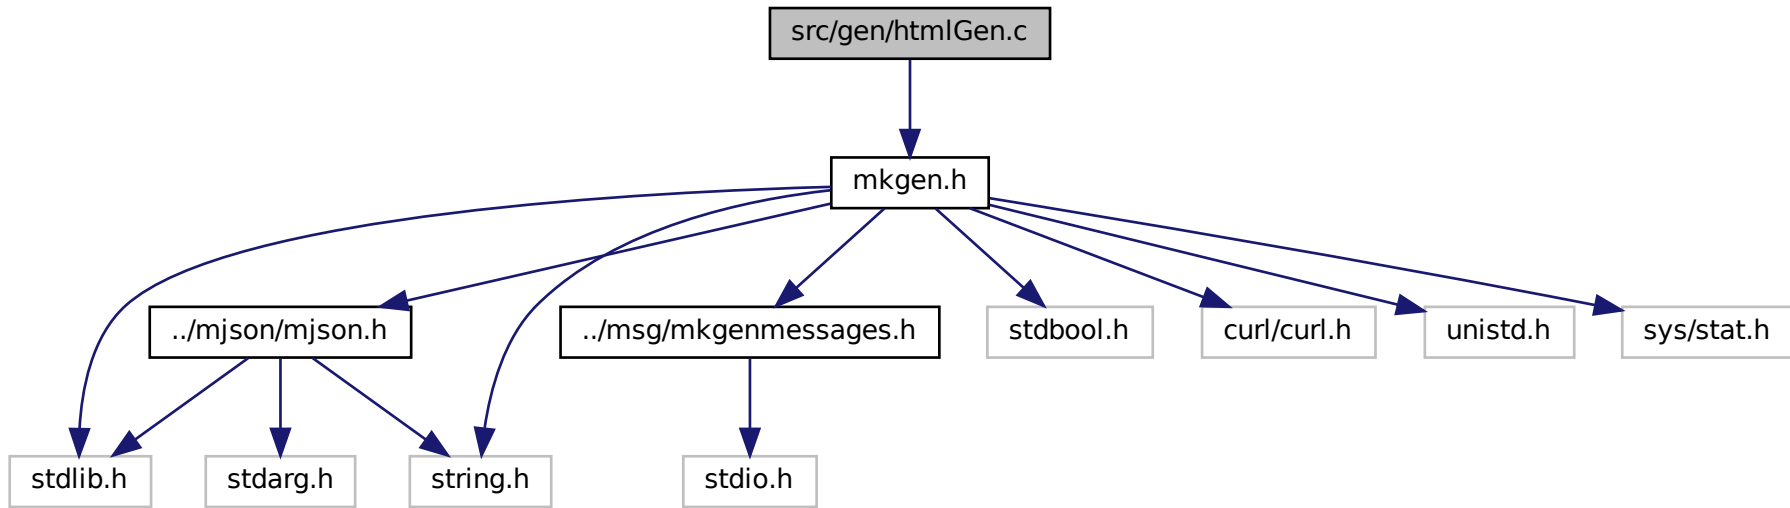 src/gen/htmlGen.c
mkgen.h
../mjson/mjson.h
../msg/mkgenmessages.h
stdbool.h
curl/curl.h
unistd.h
sys/stat.h
stdlib.h
stdarg.h
string.h
stdio.h